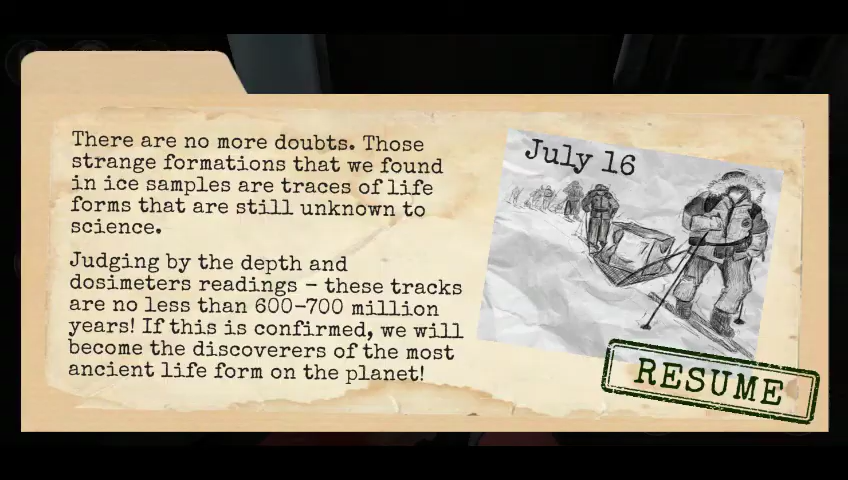 There are no more doubts. Those
strange formations that we found
in ice samples are traces of life
forms that are still unknown to
science.
Judging by the depth and
dosimeters readings - these tracks
are no less than 600-700 million
years! If this is confirmed, we will
become the discoverers of the most
ancient life form on the planet!
July 16
RESUME